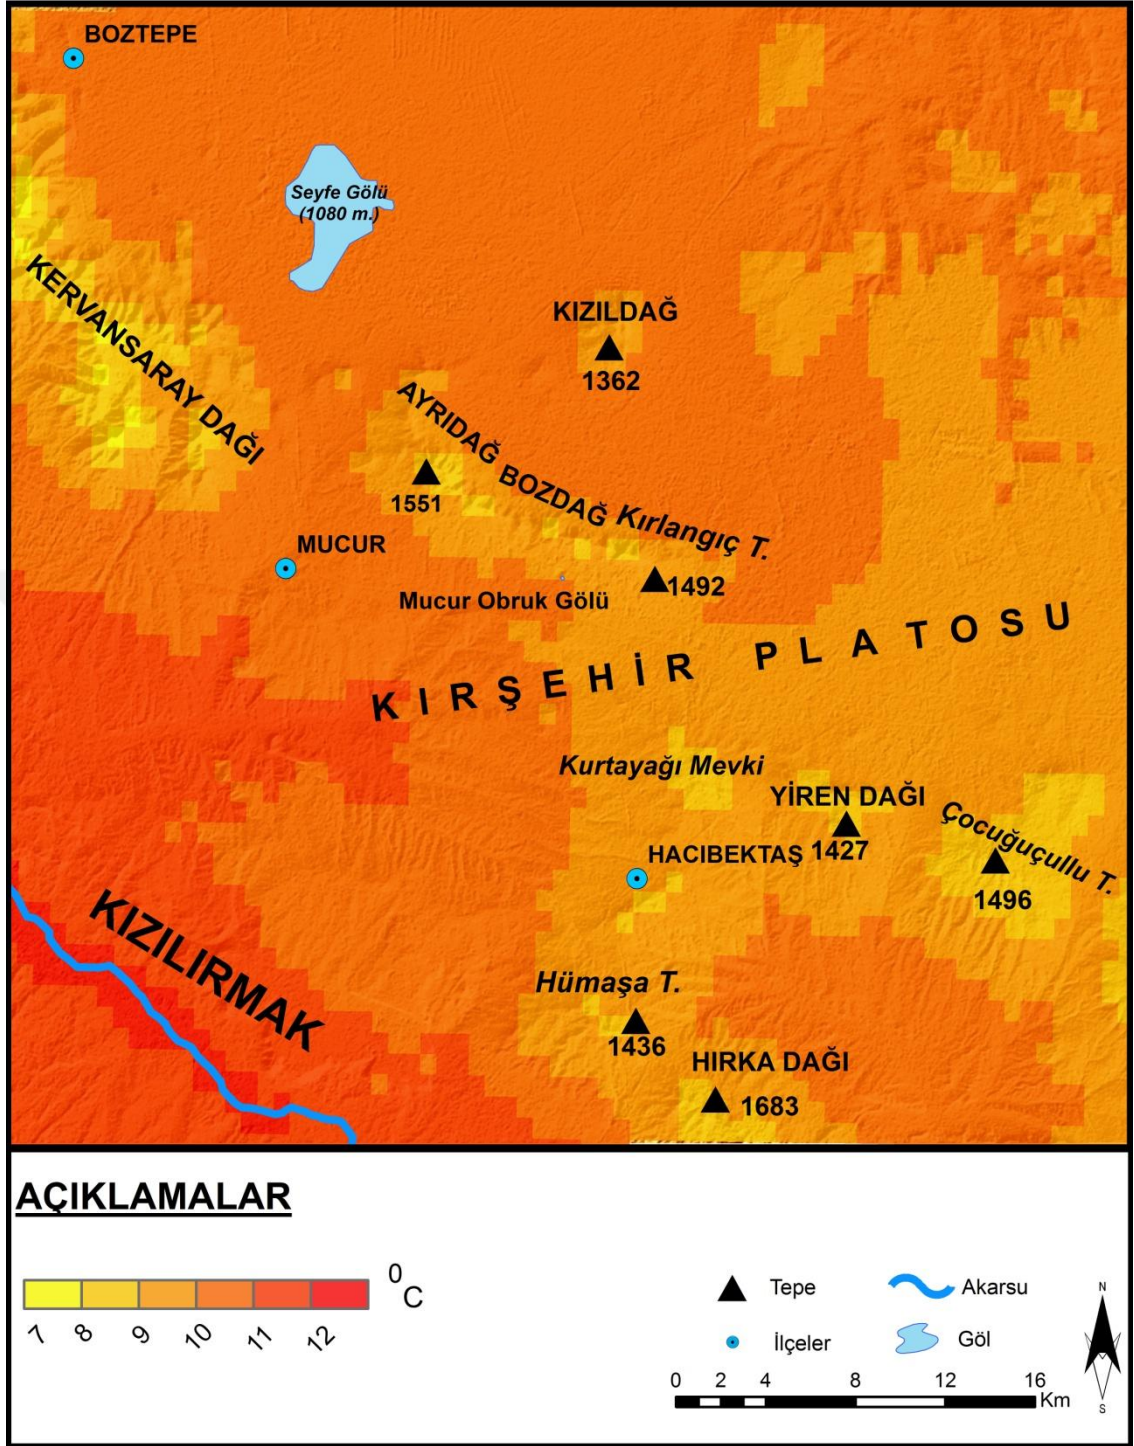 BOZTEPE
Seyfe Gölü
(1080 m.)
KERVANSARAY DAĞI
KIZILDAĞ
1362
AYRIDAĞ
BOZDAĞ
Kırlangıç T.
1551
MUCUR
1492
Mucur Obruk Gölü
KIRŞEHİR PLATOSU
Kurtayağı Mevki
YİREN DAĞI
Çocuğuçullu T.
HACIBEKTAŞ
1427
1496
KIZILIRMAK
Hümaşa T.
1436
HIRKA DAĞI
1683
AÇIKLAMALAR
0
C
7 8 9 10 11 12
Tepe
Akarsu
İlçeler
Göl
N
S
0 2 4 8 12 16
Km